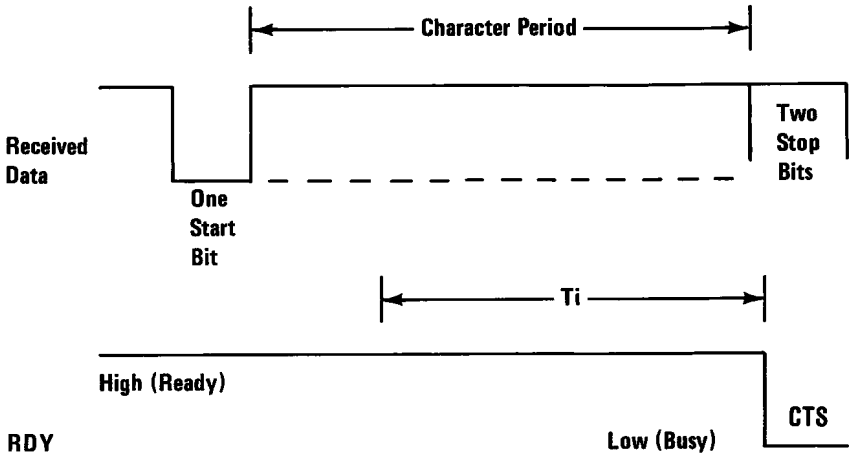 Character Period
Received
Data
Two
Stop
Bits
One
Start
Bit
Ti
High (Ready)
CTS
RDY
Low (Busy)